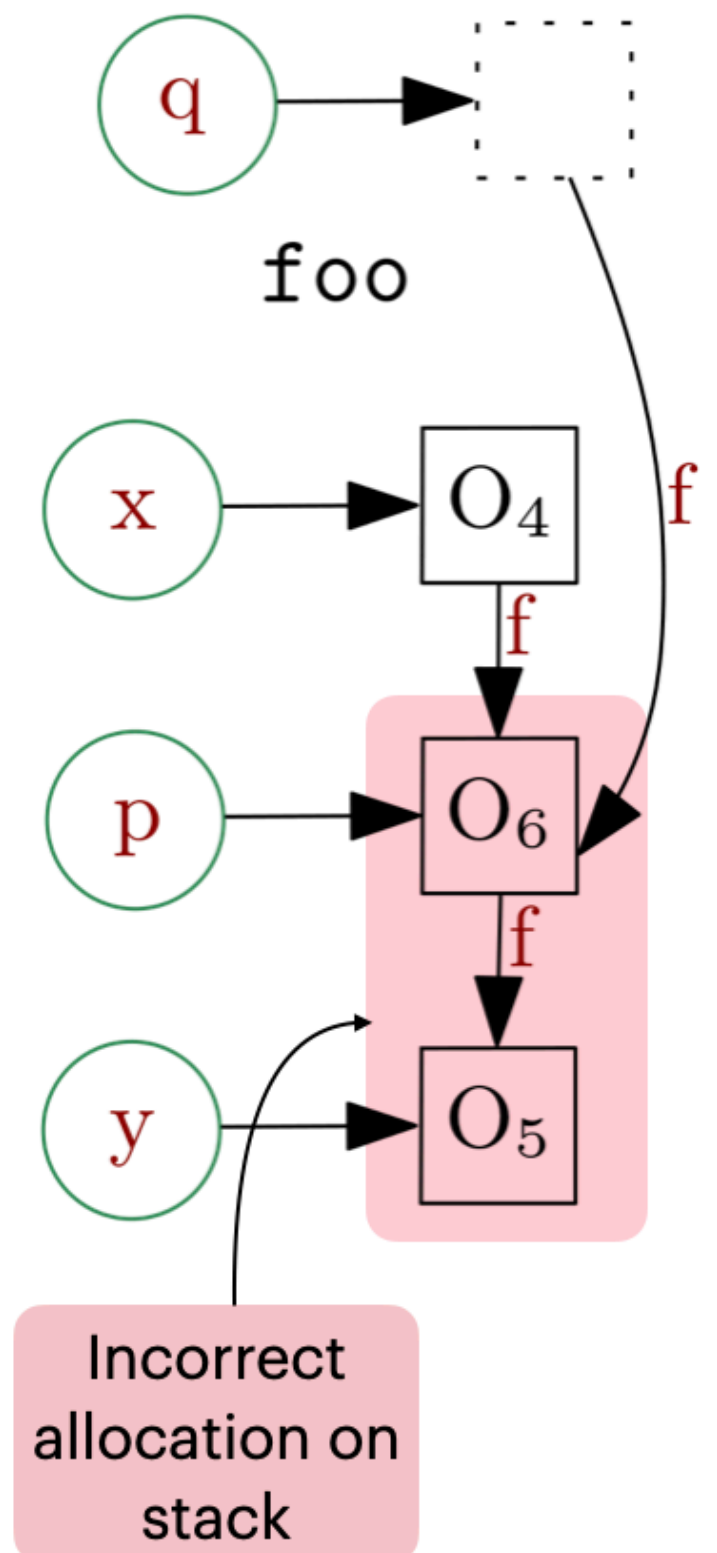 q
foo
f
x
O₄
f
p
O₆
f
y
O₅
Incorrect
allocation on
stack